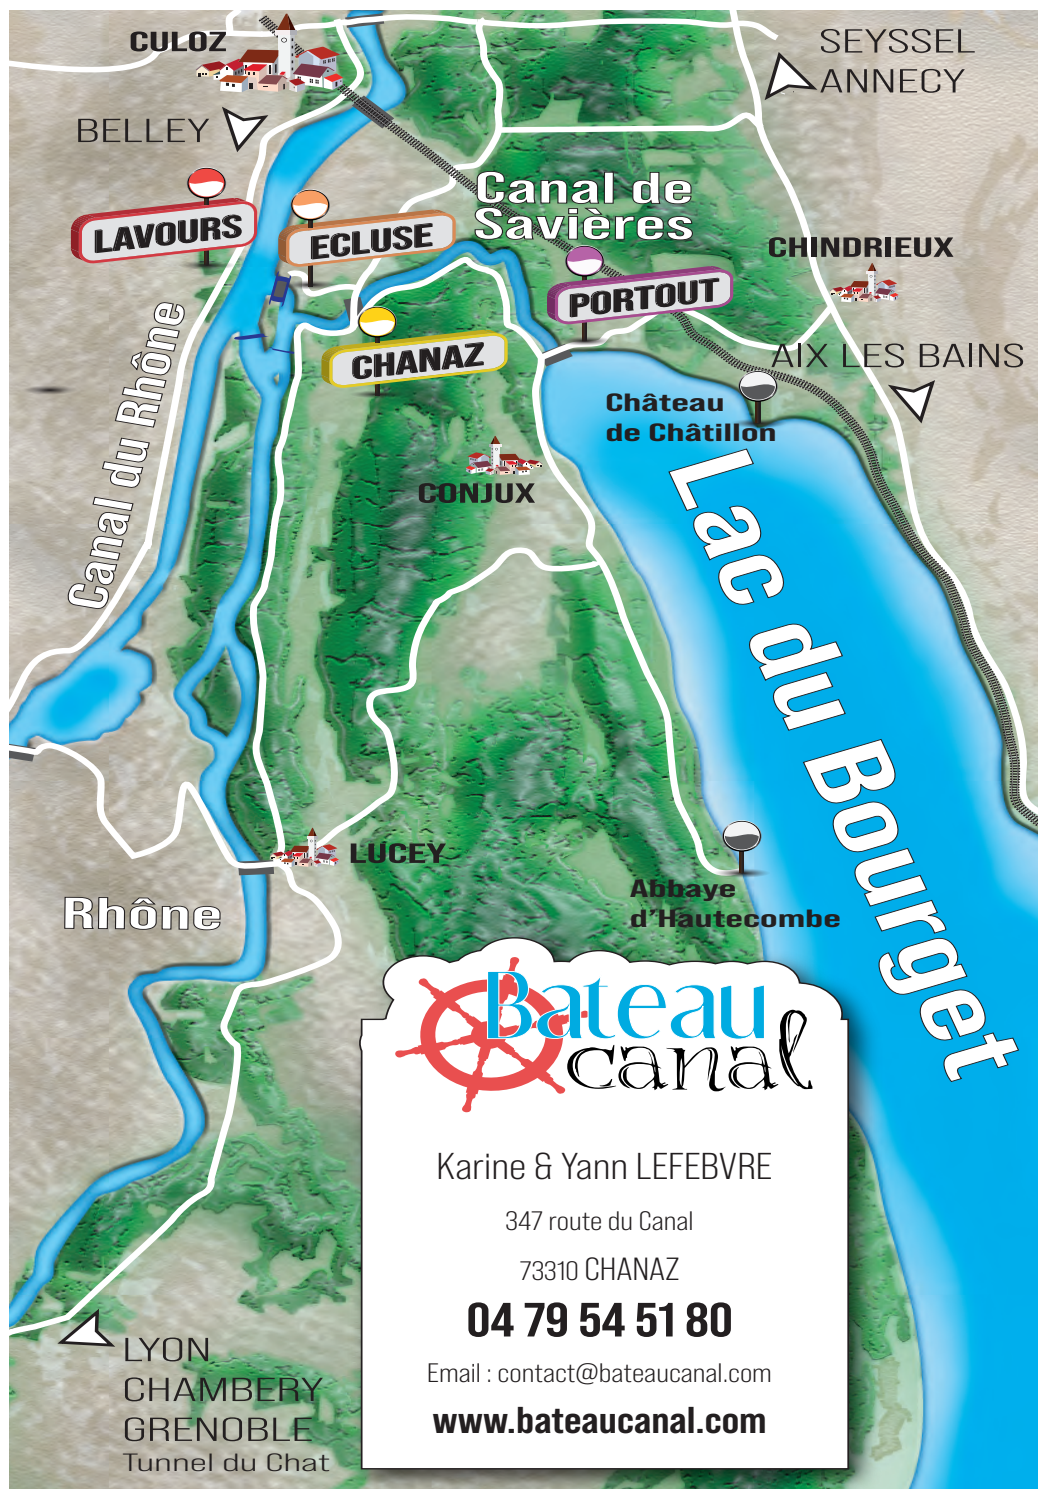 CULOZ
SEYSSEL
ANNECY
BELLEY
Canal de
Savières
LAVOURS
ECLUSE
CHINDRIEUX
PORTOUT
Canal du Rhône
CHANAZ
AIX LES BAINS
Château
de Châtillon
CONJUX
Lac du Bourget
LUCEY
Abbaye
d'Hautecombe
Rhône
Bateau
canal
Karine & Yann LEFEBVRE
347 route du Canal
73310 CHANAZ
04 79 54 51 80
Email : contact@bateaucanal.com
www.bateaucanal.com
LYON
CHAMBERY
GRENOBLE
Tunnel du Chat